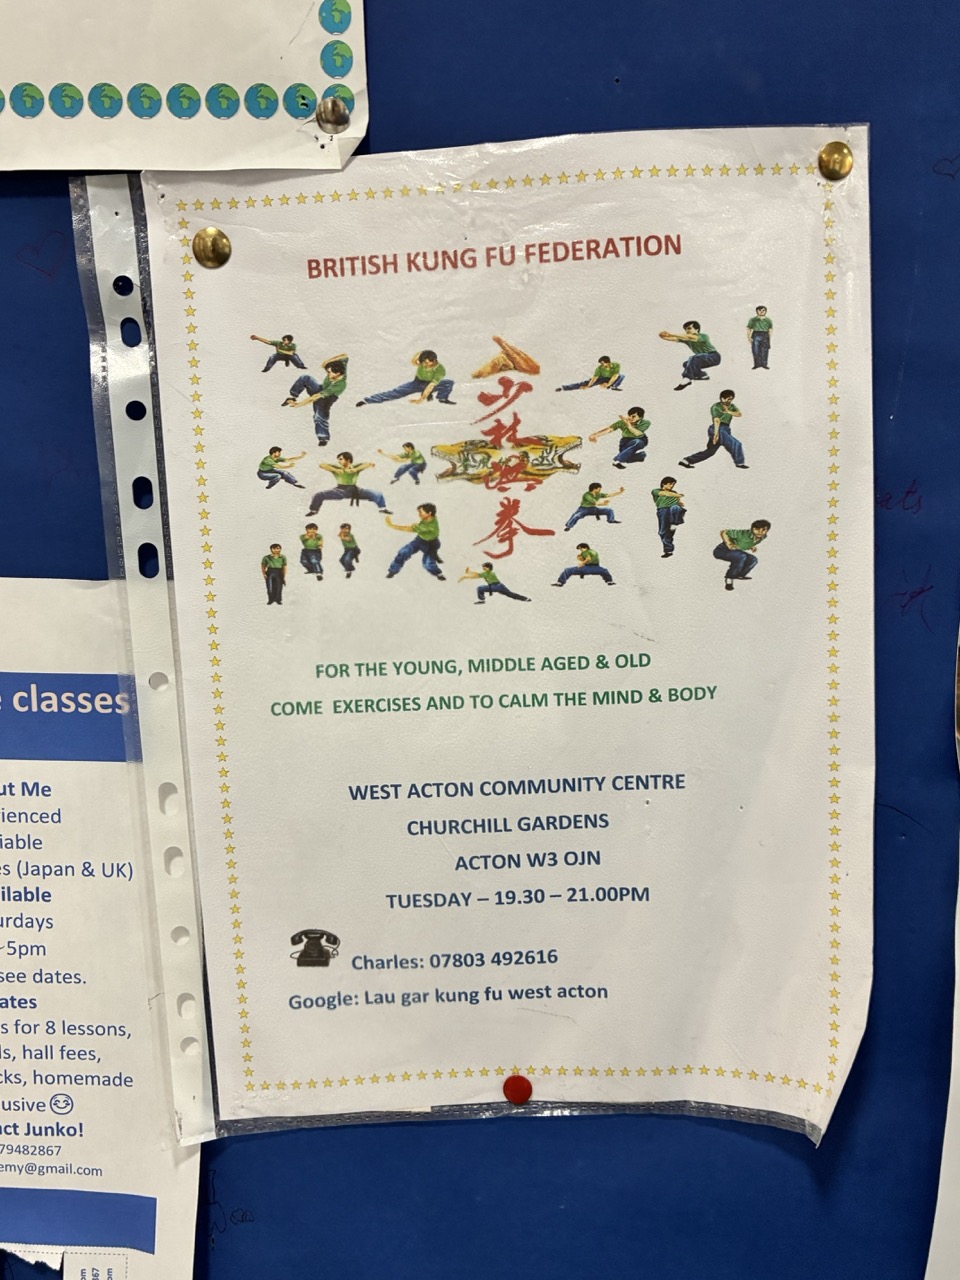 BRITISH KUNG FU FEDERATION
少
林
拳
FOR THE YOUNG, MIDDLE AGED & OLD
COME EXERCISES AND TO CALM THE MIND & BODY
WEST ACTON COMMUNITY CENTRE
CHURCHILL GARDENS
ACTON W3 OJN
TUESDAY – 19.30 – 21.00PM
Charles: 07803 492616
Google: Lau gar kung fu west acton
classes
ut Me
rienced
iable
es (Japan & UK)
ilable
urdays
-5pm
see dates.
ates
s for 8 lessons,
ls, hall fees,
cks, homemade
usive
act Junko!
79482867
emy@gmail.com